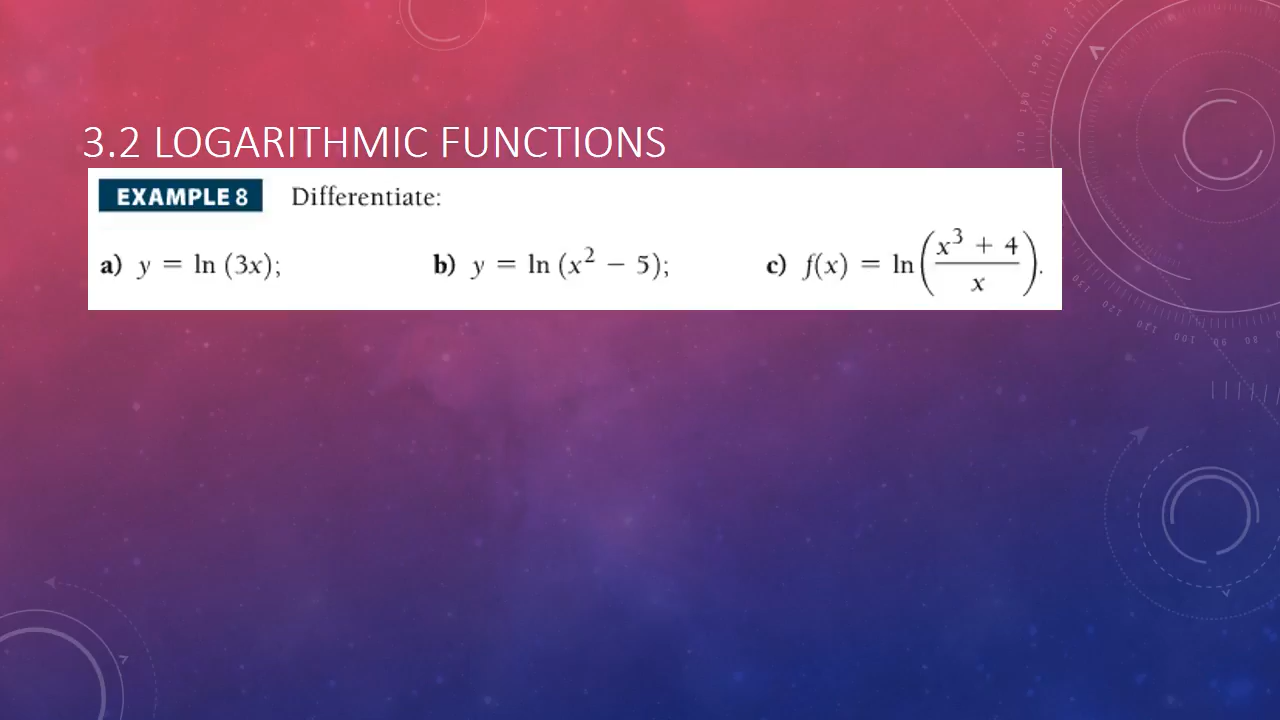 3.2 LOGARITHMIC FUNCTIONS
EXAMPLE 8 Differentiate:
a) y = ln (3x); b) y = ln (x² − 5); c) f(x) = ln((x³ + 4)/x).